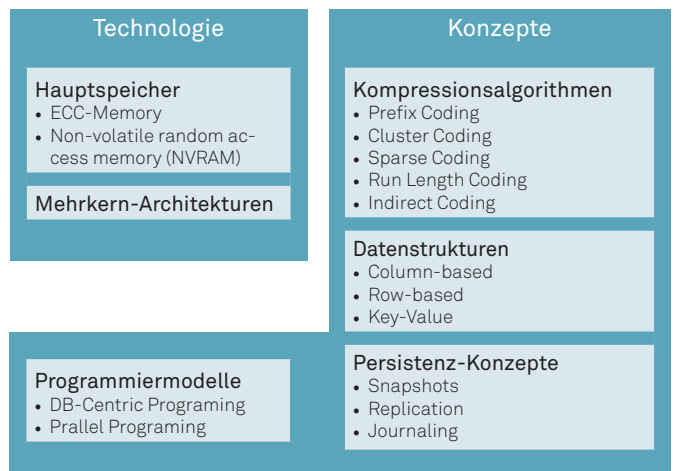 Technologie
Hauptspeicher
• ECC-Memory
• Non-volatile random ac-
cess memory (NVRAM)
Mehrkern-Architekturen
Konzepte
Kompressionsalgorithmen
• Prefix Coding
• Cluster Coding
• Sparse Coding
• Run Length Coding
• Indirect Coding
Datenstrukturen
• Column-based
• Row-based
• Key-Value
Programmiermodelle
• DB-Centric Programing
• Prallel Programing
Persistenz-Konzepte
• Snapshots
• Replication
• Journaling